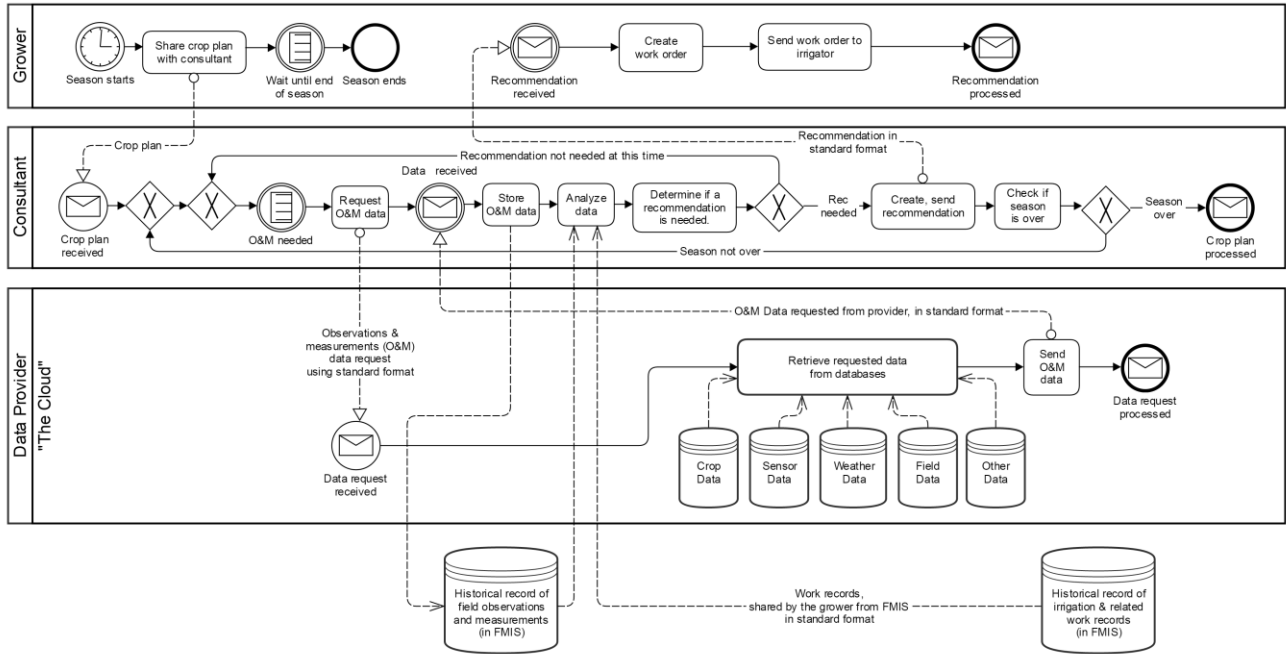 Grower
Season starts
Share crop plan
with consultant
Wait until end
of season
Season ends
Recommendation
received
Create
work order
Send work order to
irrigator
Recommendation
processed
Consultant
Crop plan
Recommendation in
standard format
Recommendation not needed at this time
Data received
Crop plan
received
O&M needed
Request
O&M data
Store
O&M data
Analyze
data
Determine if a
recommendation
is needed.
Rec
needed
Create, send
recommendation
Check if
season
is over
Season
over
Crop plan
processed
Season not over
Data Provider
"The Cloud"
Observations &
measurements (O&M)
data request
using standard format
O&M Data requested from provider, in standard format
Retrieve requested data
from databases
Send
O&M
data
Data request
processed
Data request
received
Crop
Data
Sensor
Data
Weather
Data
Field
Data
Other
Data
Historical record of
field observations
and measurements
(in FMIS)
Work records,
shared by the grower from FMIS
in standard format
Historical record of
irrigation & related
work records
(in FMIS)